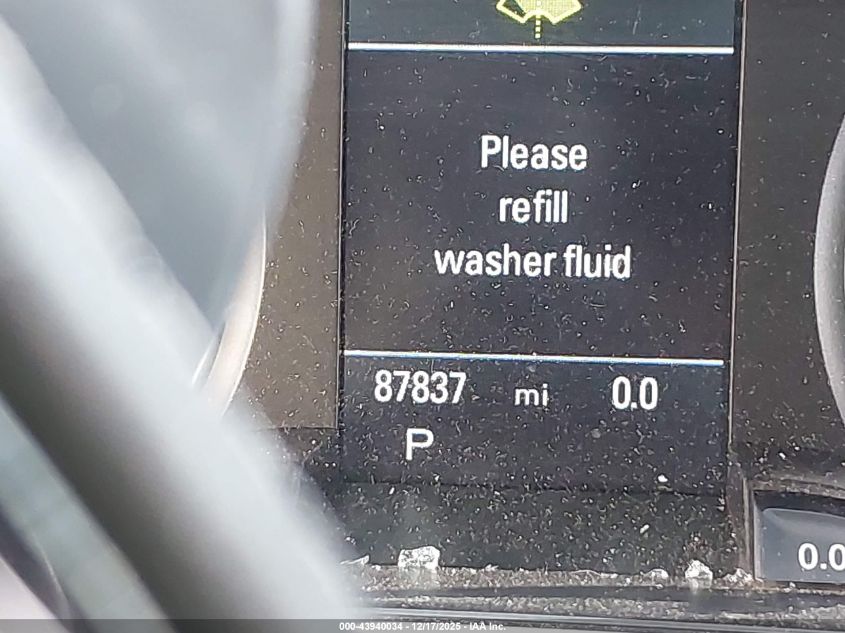 Please
refill
washer fluid
87837 mi 0.0
P
0.0
000-43940034 - 12/17/2025 - IAA Inc.